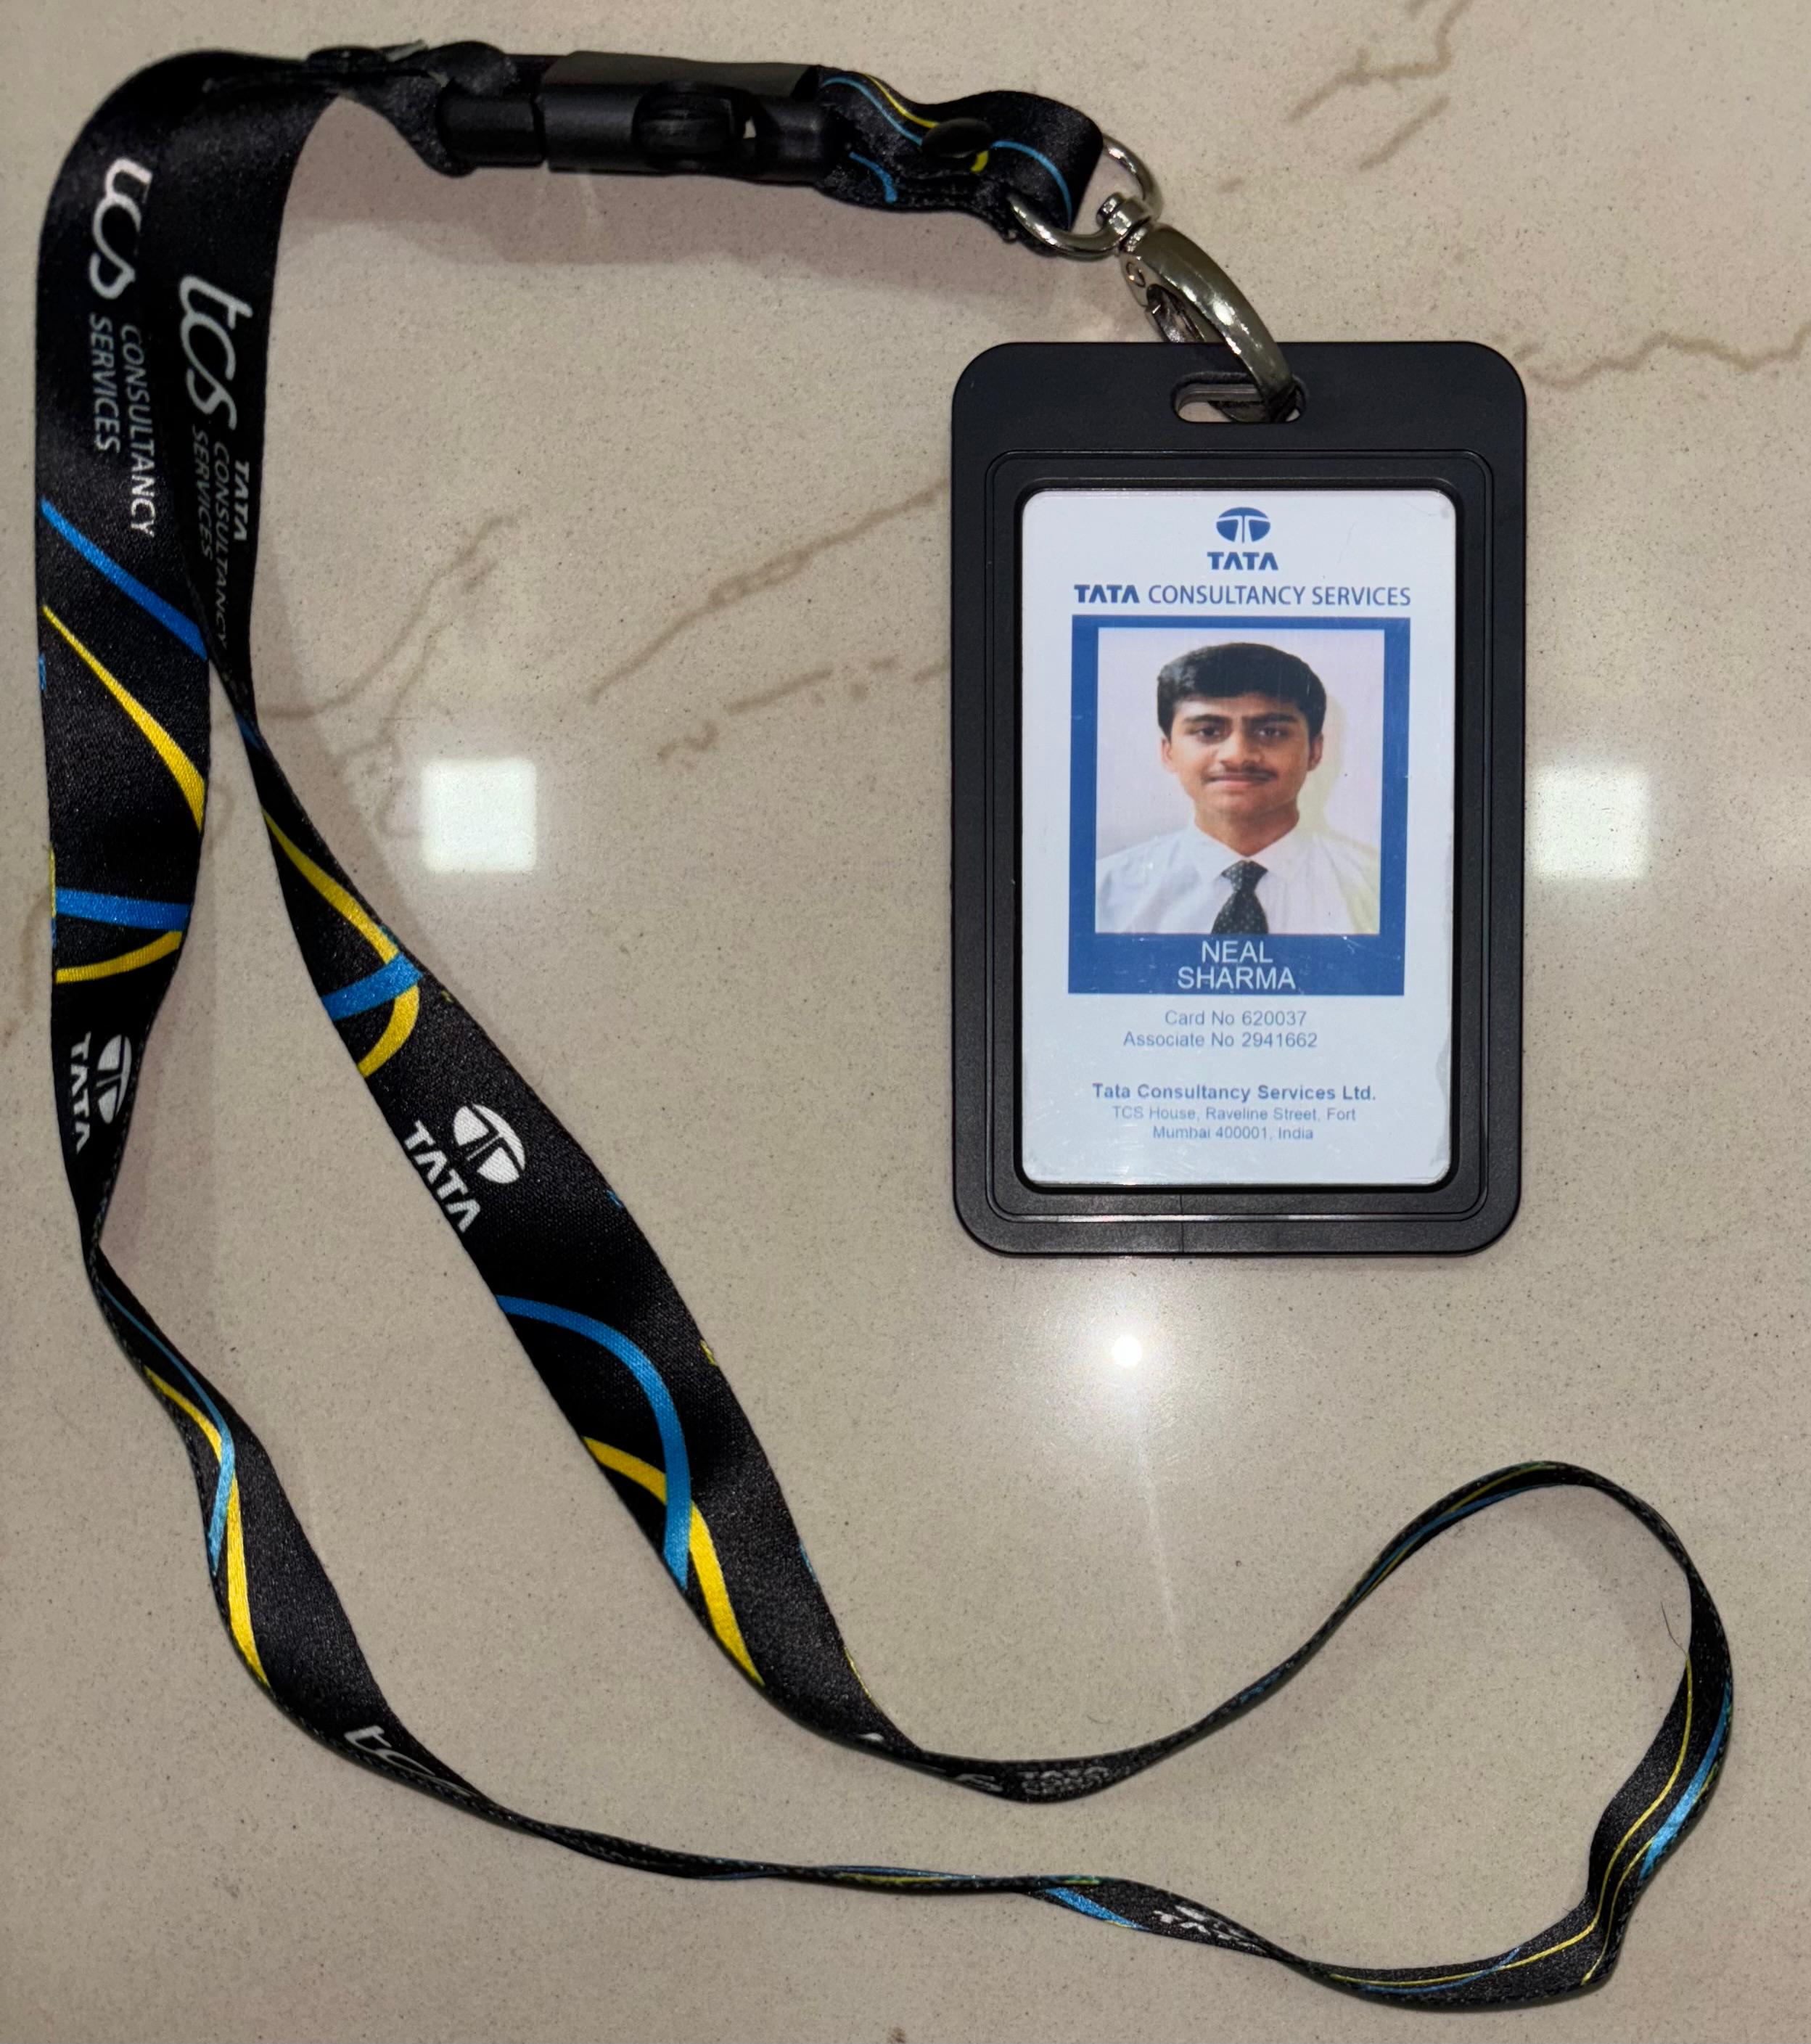 tcs
CONSULTANCY
SERVICES
tcs
TATA
CONSULTANCY
SERVICES
TATA
TATA
TATA
TATA CONSULTANCY SERVICES
NEAL
SHARMA
Card No 620037
Associate No 2941662
Tata Consultancy Services Ltd.
TCS House, Raveline Street, Fort
Mumbai 400001, India
tcs